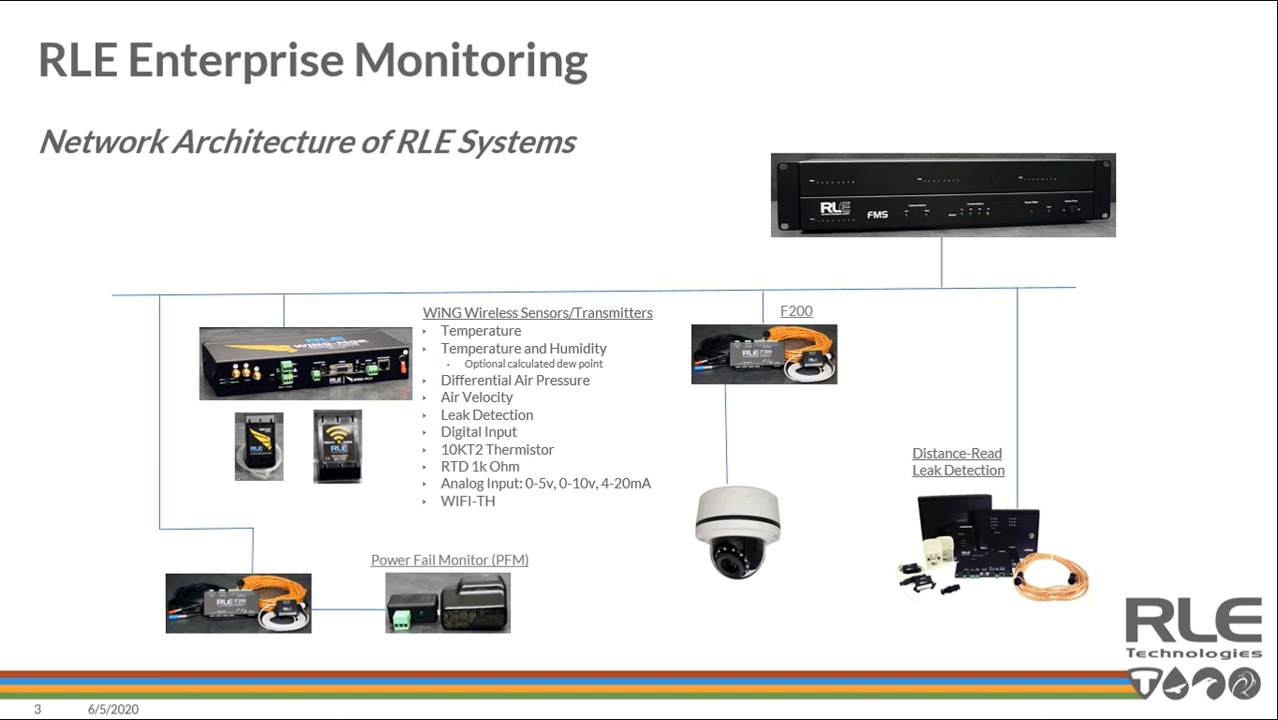 RLE Enterprise Monitoring
Network Architecture of RLE Systems
RLE
FMS
WiNG Wireless Sensors/Transmitters
Temperature
Temperature and Humidity
Optional calculated dew point
Differential Air Pressure
Air Velocity
Leak Detection
Digital Input
10KT2 Thermistor
RTD 1k Ohm
Analog Input: 0-5v, 0-10v, 4-20mA
WIFI-TH
F200
Distance-Read
Leak Detection
Power Fail Monitor (PFM)
RLE
Technologies
3
6/5/2020